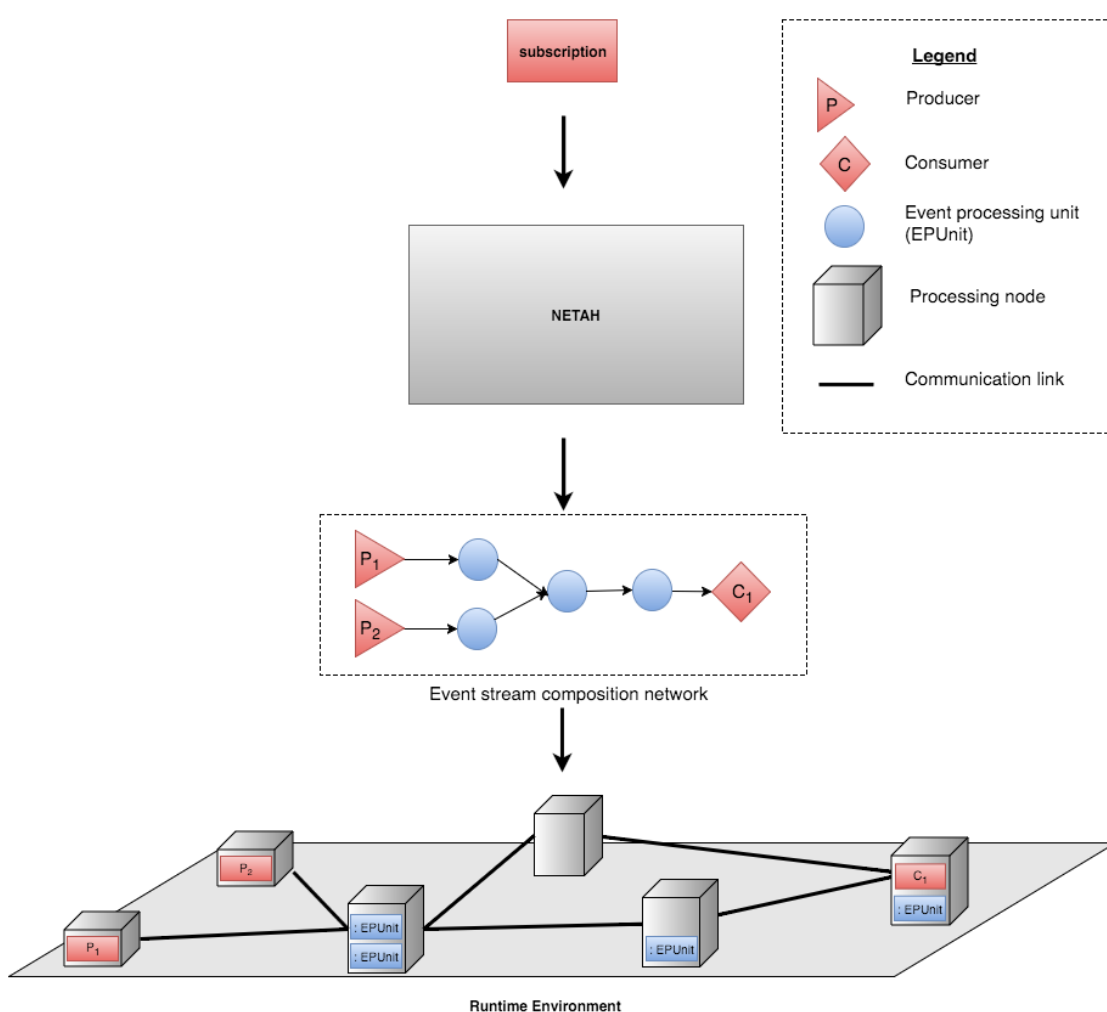 subscription
Legend
P
Producer
C
Consumer
Event processing unit
(EPUnit)
NETAH
Processing node
Communication link
P1
P2
C1
Event stream composition network
P2
C1
: EPUnit
: EPUnit
: EPUnit
P1
: EPUnit
Runtime Environment